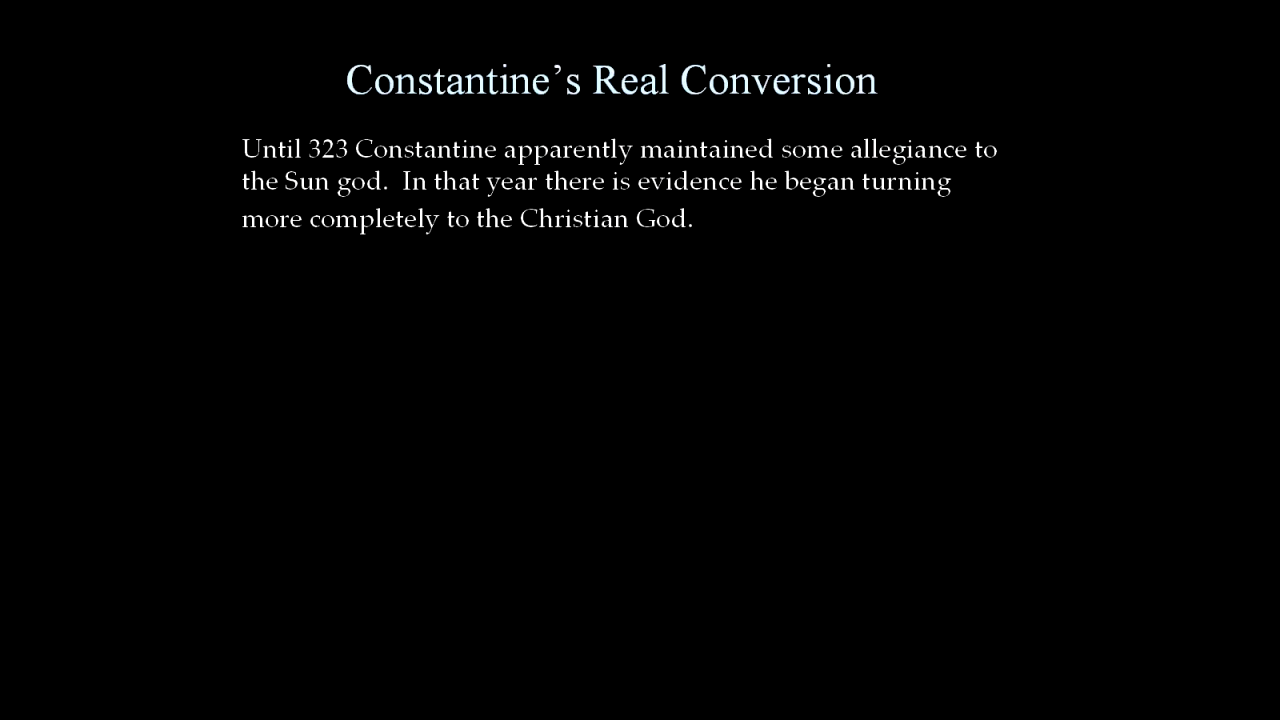 Constantine’s Real Conversion
Until 323 Constantine apparently maintained some allegiance to
the Sun god.  In that year there is evidence he began turning
more completely to the Christian God.